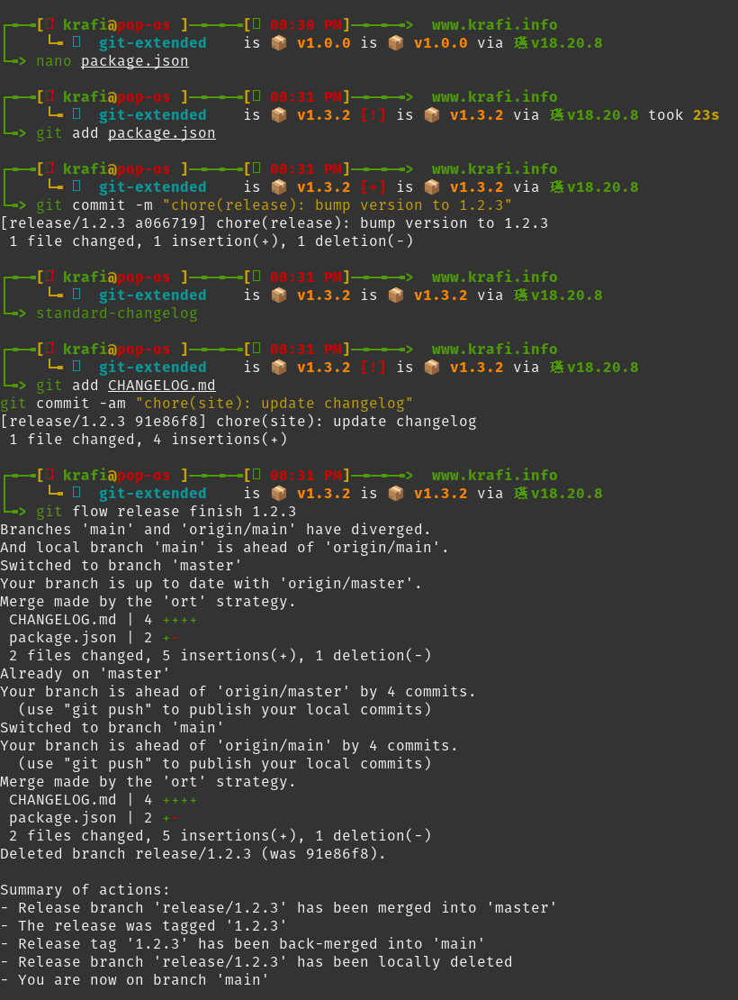 [ krafi@pop-os ][ 08:30 PM] www.krafi.info
git-extended is 📦 v1.0.0 is 📦 v1.0.0 via v18.20.8
nano package.json
[ krafi@pop-os ][ 08:31 PM] www.krafi.info
git-extended is 📦 v1.3.2 [!] is 📦 v1.3.2 via v18.20.8 took 23s
git add package.json
[ krafi@pop-os ][ 08:31 PM] www.krafi.info
git-extended is 📦 v1.3.2 [+] is 📦 v1.3.2 via v18.20.8
git commit -m "chore(release): bump version to 1.2.3"
[release/1.2.3 a066719] chore(release): bump version to 1.2.3
1 file changed, 1 insertion(+), 1 deletion(-)
[ krafi@pop-os ][ 08:31 PM] www.krafi.info
git-extended is 📦 v1.3.2 is 📦 v1.3.2 via v18.20.8
standard-changelog
[ krafi@pop-os ][ 08:31 PM] www.krafi.info
git-extended is 📦 v1.3.2 [!] is 📦 v1.3.2 via v18.20.8
git add CHANGELOG.md
git commit -am "chore(site): update changelog"
[release/1.2.3 91e86f8] chore(site): update changelog
1 file changed, 4 insertions(+)
[ krafi@pop-os ][ 08:31 PM] www.krafi.info
git-extended is 📦 v1.3.2 is 📦 v1.3.2 via v18.20.8
git flow release finish 1.2.3
Branches 'main' and 'origin/main' have diverged.
And local branch 'main' is ahead of 'origin/main'.
Switched to branch 'master'
Your branch is up to date with 'origin/master'.
Merge made by the 'ort' strategy.
CHANGELOG.md | 4 ++++
package.json | 2 +-
2 files changed, 5 insertions(+), 1 deletion(-)
Already on 'master'
Your branch is ahead of 'origin/master' by 4 commits.
(use "git push" to publish your local commits)
Switched to branch 'main'
Your branch is ahead of 'origin/main' by 4 commits.
(use "git push" to publish your local commits)
Merge made by the 'ort' strategy.
CHANGELOG.md | 4 ++++
package.json | 2 +-
2 files changed, 5 insertions(+), 1 deletion(-)
Deleted branch release/1.2.3 (was 91e86f8).
Summary of actions:
- Release branch 'release/1.2.3' has been merged into 'master'
- The release was tagged '1.2.3'
- Release tag '1.2.3' has been back-merged into 'main'
- Release branch 'release/1.2.3' has been locally deleted
- You are now on branch 'main'